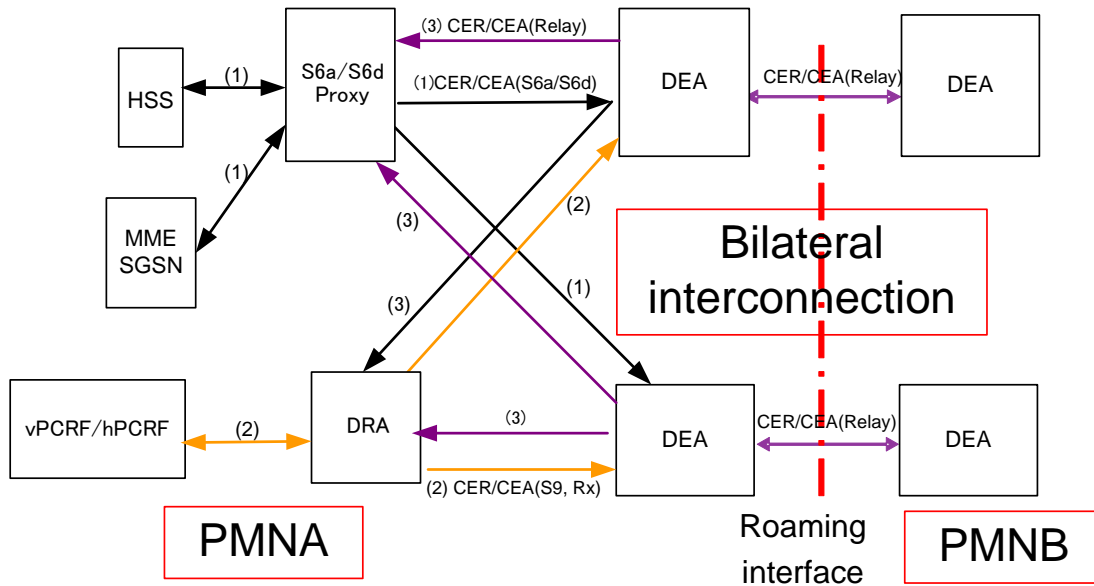 (3) CER/CEA(Relay)
HSS
(1)
S6a/S6d
Proxy
(1)CER/CEA(S6a/S6d)
DEA
CER/CEA(Relay)
DEA
(1)
MME
SGSN
(3)
(2)
Bilateral
interconnection
(3)
(1)
vPCRF/hPCRF
(2)
DRA
(3)
DEA
CER/CEA(Relay)
DEA
(2) CER/CEA(S9, Rx)
PMNA
Roaming
interface
PMNB